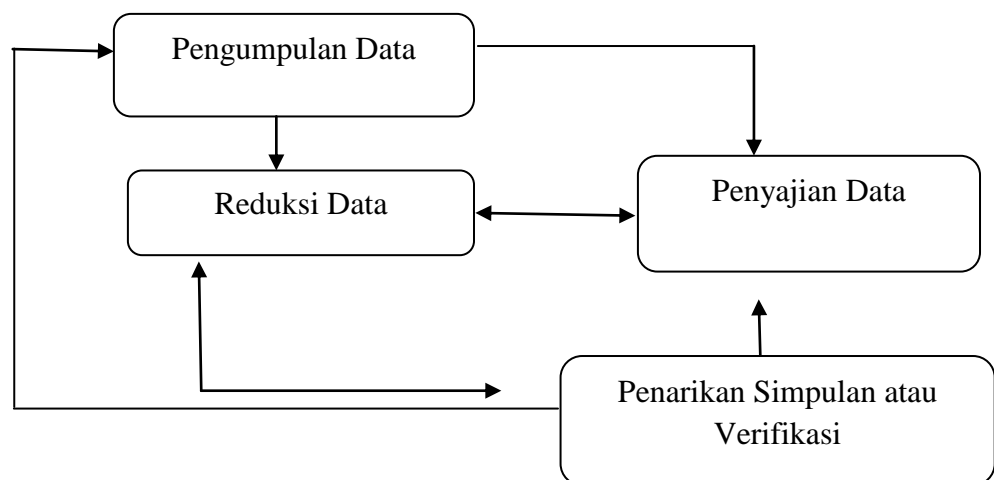 Pengumpulan Data
Reduksi Data
Penyajian Data
Penarikan Simpulan atau
Verifikasi